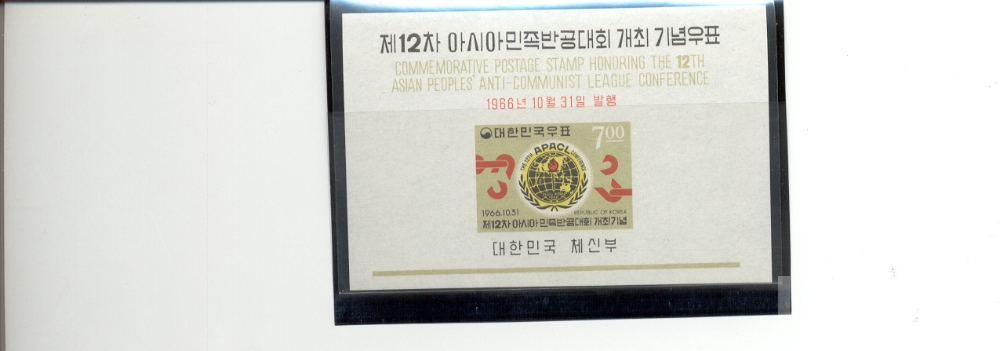 제12차 아시아민족반공대회 개최 기념우표
COMMEMORATIVE POSTAGE STAMP HONORING THE 12TH
ASIAN PEOPLES' ANTI-COMMUNIST LEAGUE CONFERENCE
1966년 10월 31일 발행
대한민국우표 7.00
THE 12TH APACL CONFERENCE
1966.10.31 REPUBLIC OF KOREA
제12차 아시아 민족반공대회 개최기념
대한민국 체신부